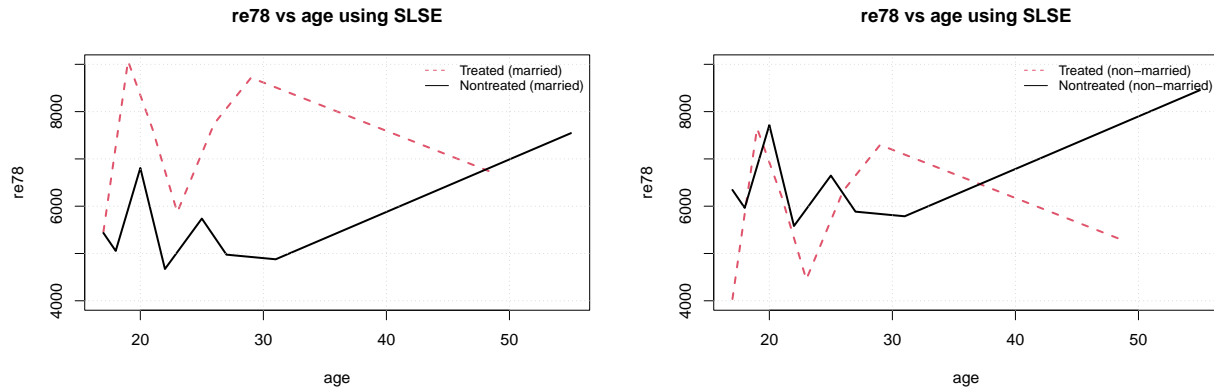 re78 vs age using SLSE
Treated (married)
Nontreated (married)
re78
8000
6000
4000
20 30 40 50
age
re78 vs age using SLSE
Treated (non−married)
Nontreated (non−married)
re78
8000
6000
4000
20 30 40 50
age